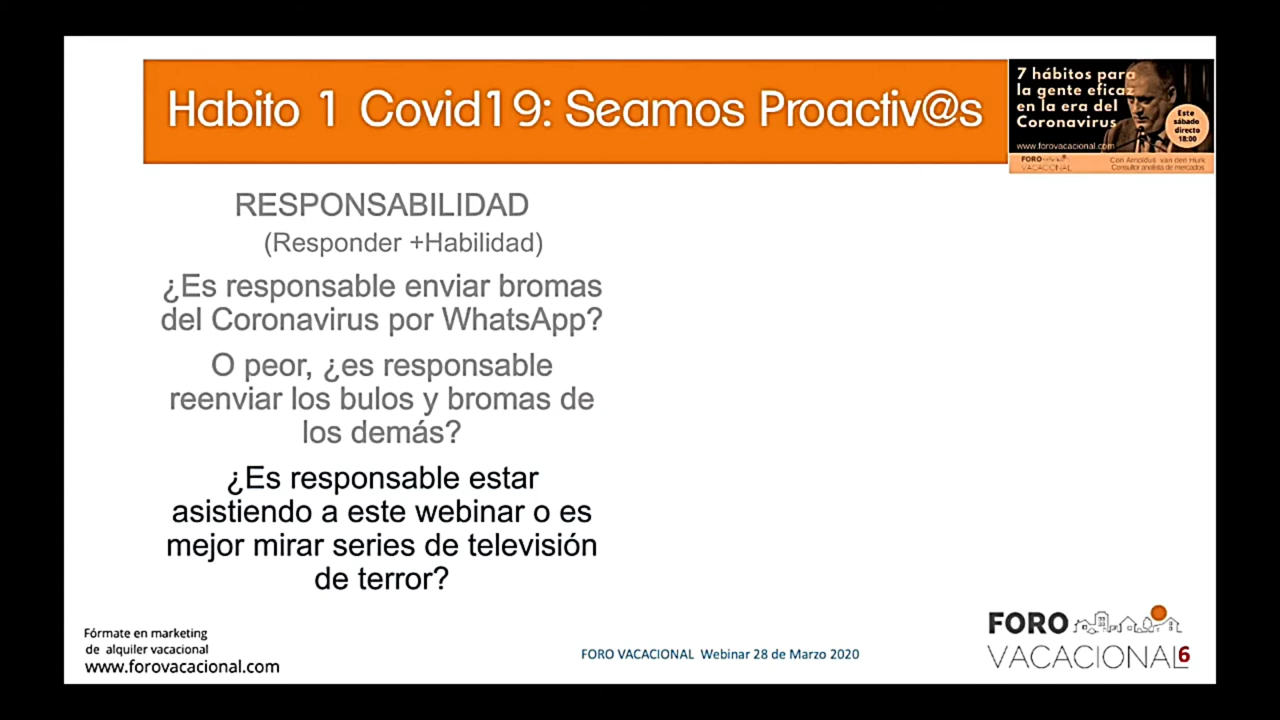 Habito 1 Covid19: Seamos Proactiv@s
7 hábitos para
la gente eficaz
en la era del
Coronavirus
Este
sábado
directo
18:00
www.forovacacional.com
FORO
VACACIONAL
Con Arnoldus van den Hurk
Consultor analista de mercados
RESPONSABILIDAD
(Responder +Habilidad)
¿Es responsable enviar bromas
del Coronavirus por WhatsApp?
O peor, ¿es responsable
reenviar los bulos y bromas de
los demás?
¿Es responsable estar
asistiendo a este webinar o es
mejor mirar series de televisión
de terror?
Fórmate en marketing
de alquiler vacacional
www.forovacacional.com
FORO VACACIONAL Webinar 28 de Marzo 2020
FORO
VACACIONAL
6